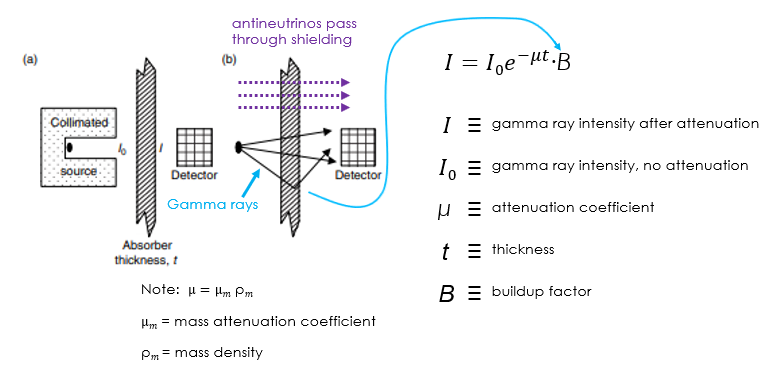 antineutrinos pass
through shielding
(a)
(b)
Collimated
source
I₀
I
Detector
Detector
Gamma rays
Absorber
thickness, t
Note: μ = μₘ ρₘ
μₘ = mass attenuation coefficient
ρₘ = mass density
I = I₀e^−μt·B
I ≡ gamma ray intensity after attenuation
I₀ ≡ gamma ray intensity, no attenuation
μ ≡ attenuation coefficient
t ≡ thickness
B ≡ buildup factor